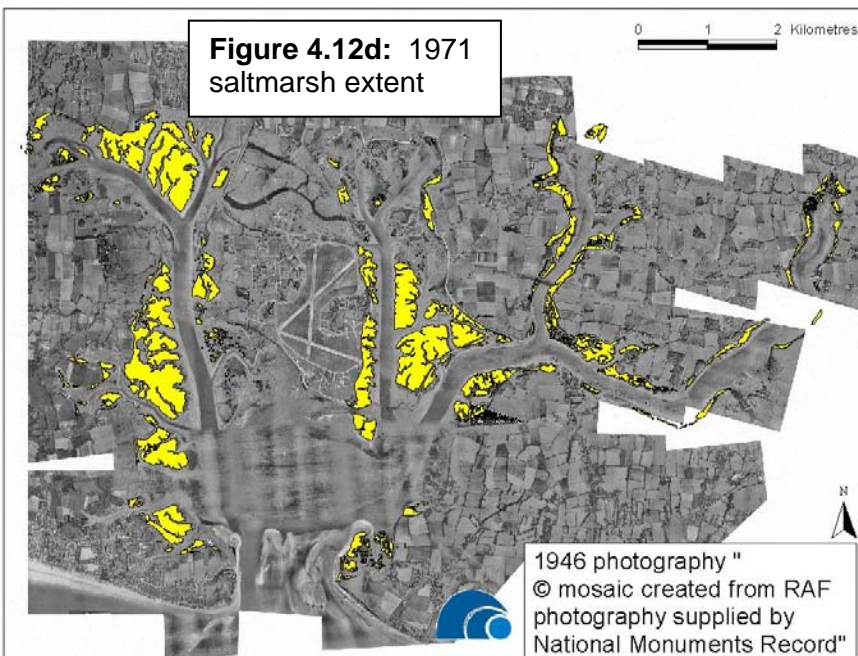 Figure 4.12d: 1971
saltmarsh extent
0 1 2 Kilometres
N
1946 photography "
© mosaic created from RAF
photography supplied by
National Monuments Record"